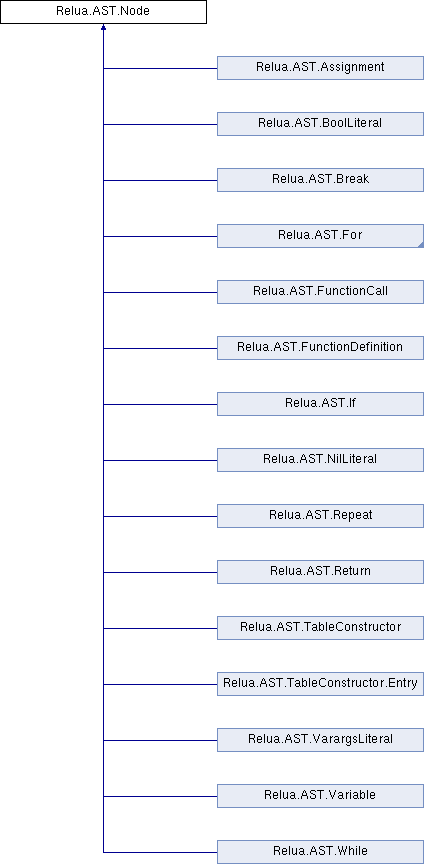 Relua.AST.Node
Relua.AST.Assignment
Relua.AST.BoolLiteral
Relua.AST.Break
Relua.AST.For
Relua.AST.FunctionCall
Relua.AST.FunctionDefinition
Relua.AST.If
Relua.AST.NilLiteral
Relua.AST.Repeat
Relua.AST.Return
Relua.AST.TableConstructor
Relua.AST.TableConstructor.Entry
Relua.AST.VarargsLiteral
Relua.AST.Variable
Relua.AST.While